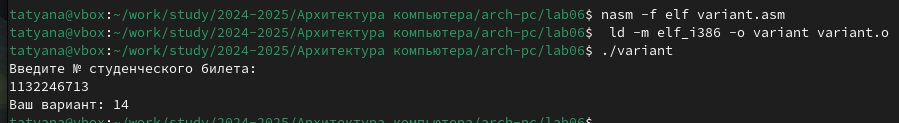 tatyana@vbox:~/work/study/2024-2025/Архитектура компьютера/arch-pc/lab06$ nasm -f elf variant.asm
tatyana@vbox:~/work/study/2024-2025/Архитектура компьютера/arch-pc/lab06$  ld -m elf_i386 -o variant variant.o
tatyana@vbox:~/work/study/2024-2025/Архитектура компьютера/arch-pc/lab06$ ./variant
Введите № студенческого билета:
1132246713
Ваш вариант: 14
tatyana@vbox:~/work/study/2024-2025/Архитектура компьютера/arch-pc/lab06$